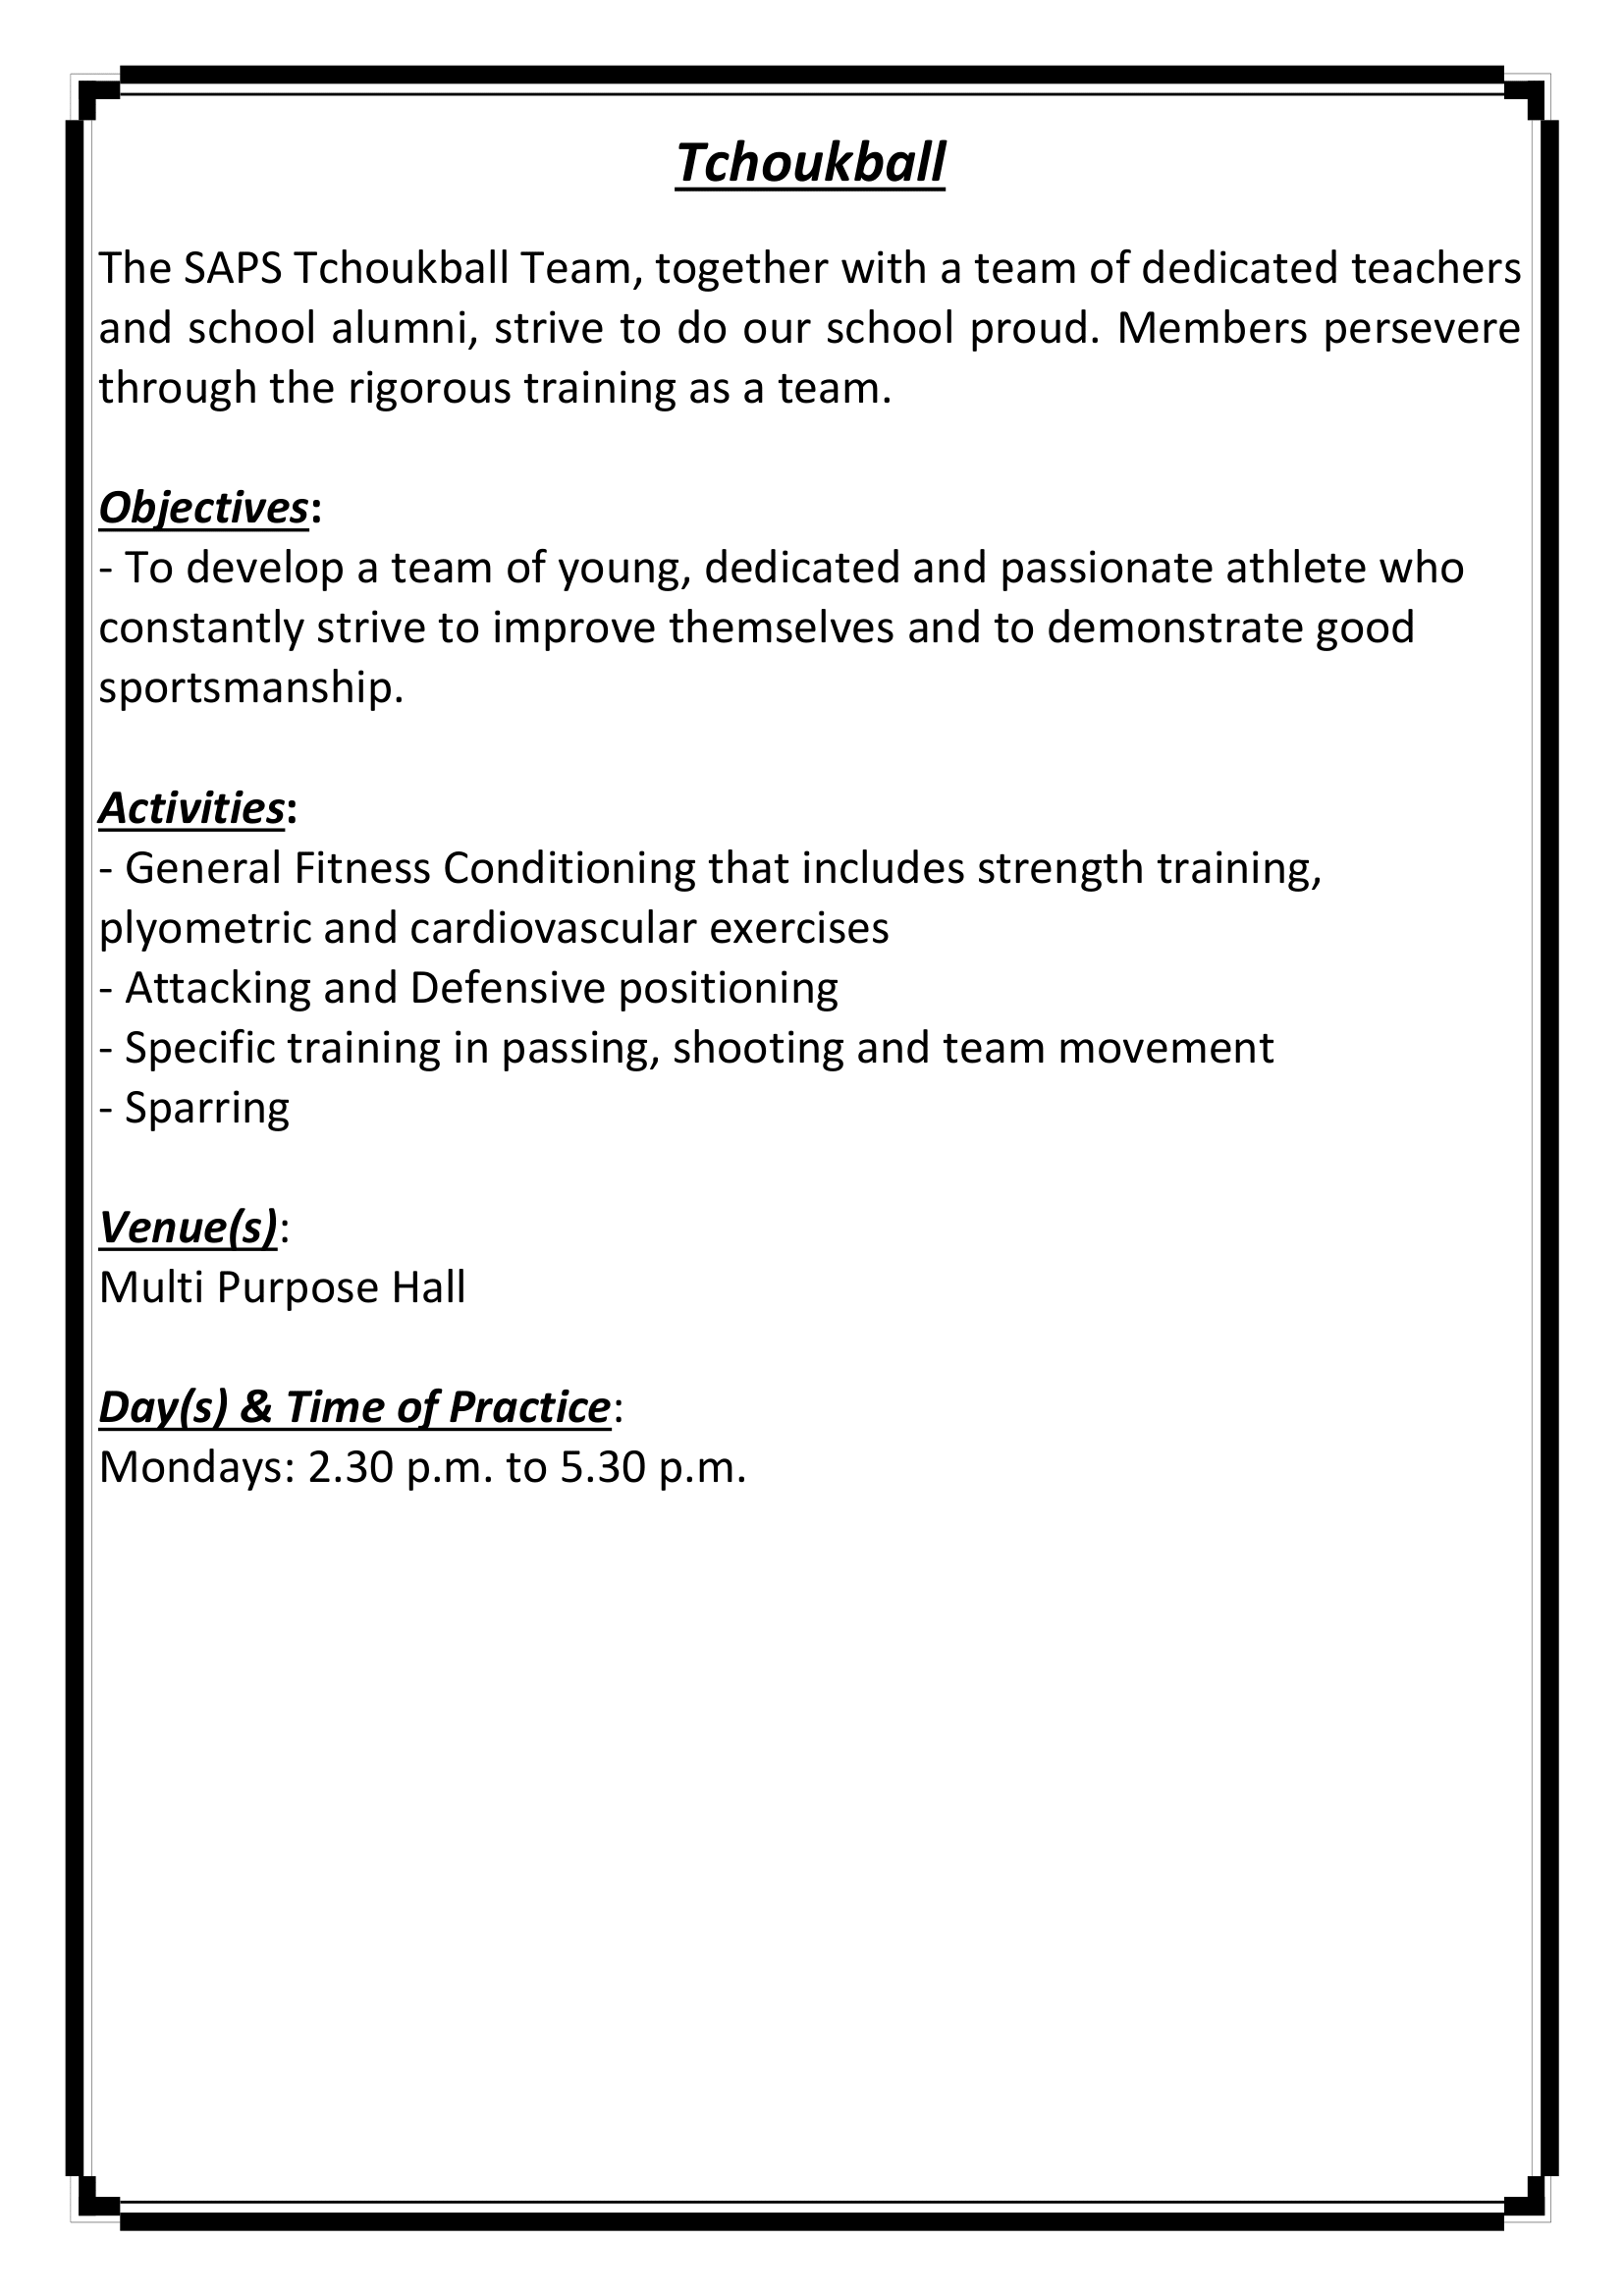 Tchoukball
The SAPS Tchoukball Team, together with a team of dedicated teachers
and school alumni, strive to do our school proud. Members persevere
through the rigorous training as a team.
Objectives:
- To develop a team of young, dedicated and passionate athlete who
constantly strive to improve themselves and to demonstrate good
sportsmanship.
Activities:
- General Fitness Conditioning that includes strength training,
plyometric and cardiovascular exercises
- Attacking and Defensive positioning
- Specific training in passing, shooting and team movement
- Sparring
Venue(s):
Multi Purpose Hall
Day(s) & Time of Practice:
Mondays: 2.30 p.m. to 5.30 p.m.